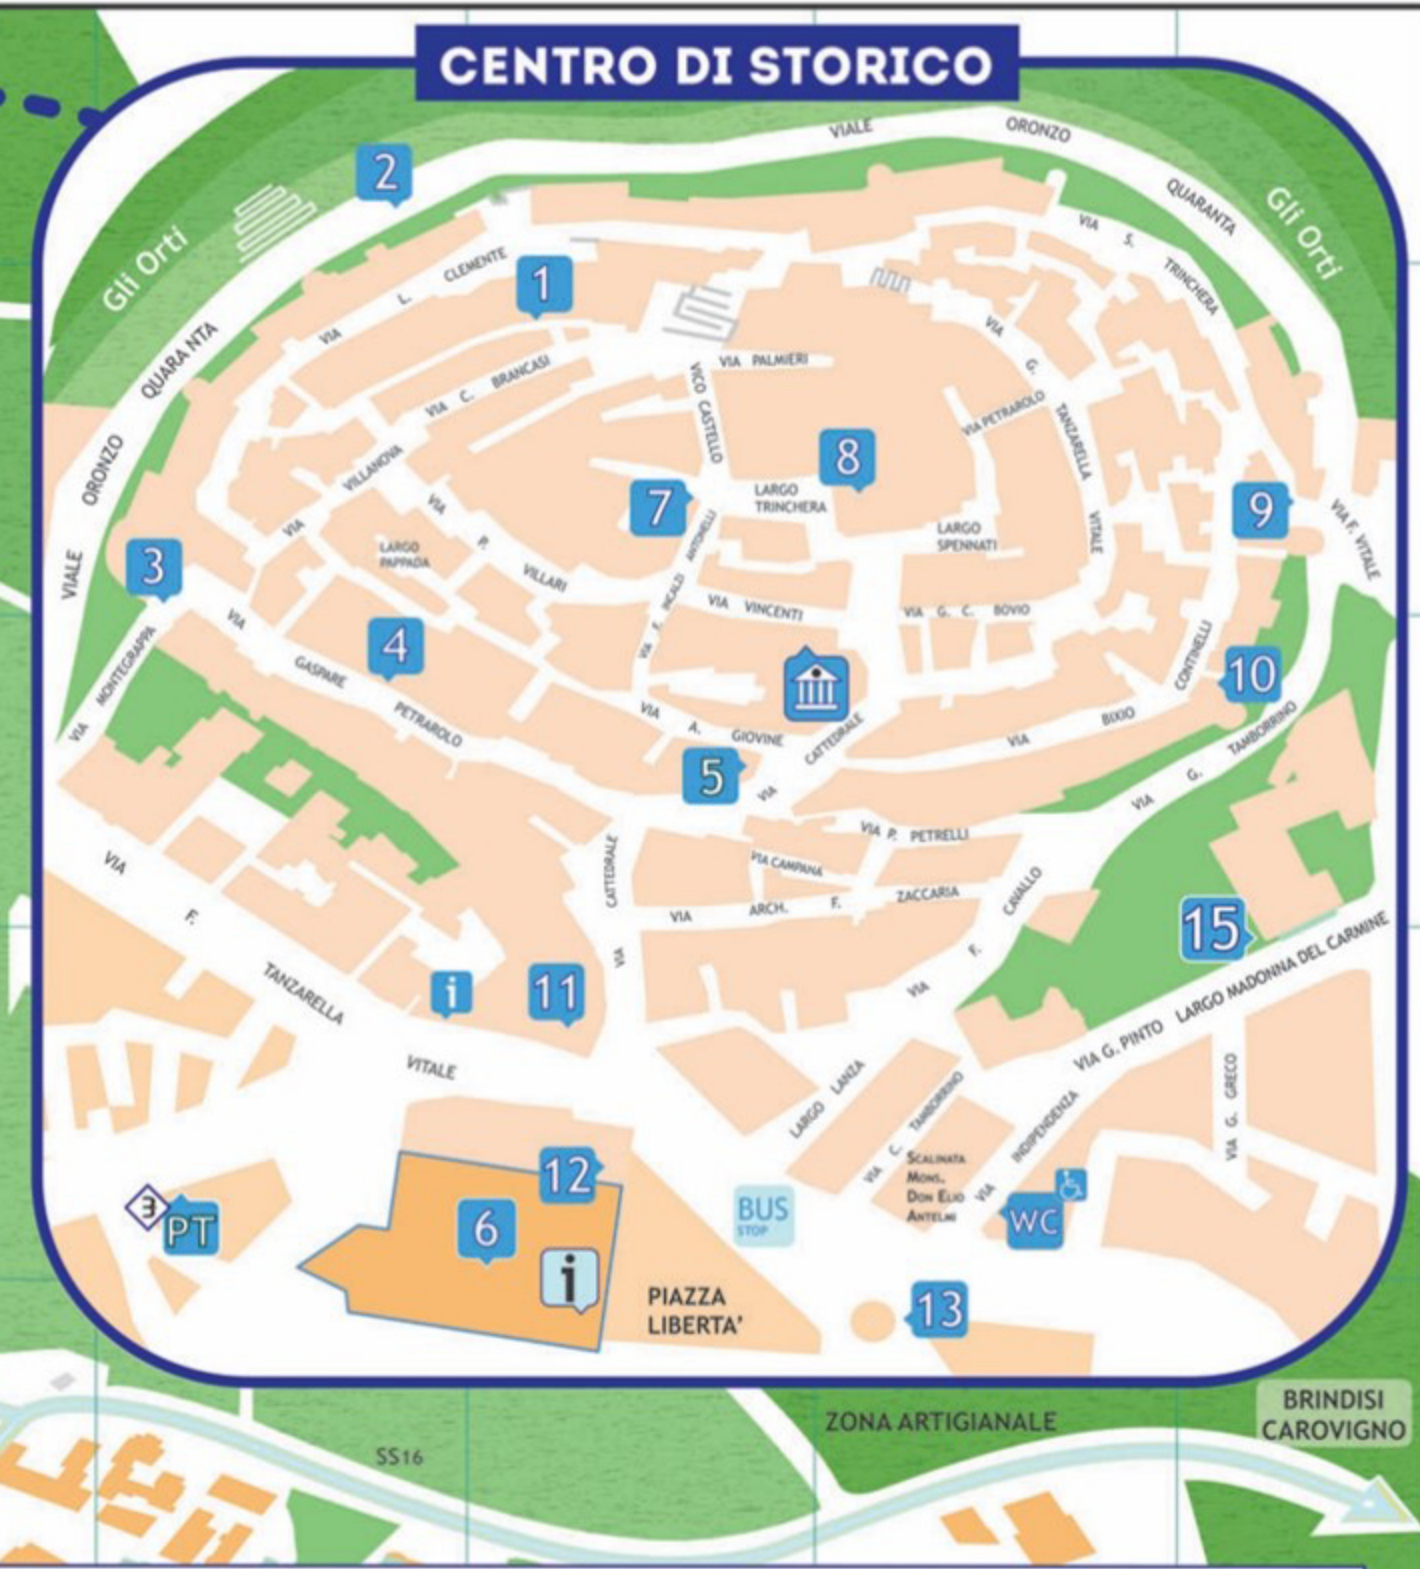 CENTRO DI STORICO
VIALE
ORONZO
QUARANTA
Gli Orti
2
Gli Orti
VIA S. TRINCHERA
VIA L. CLEMENTE
1
VIALE
ORONZO
QUARA NTA
VIA G. TANZARELLA VITALE
VIA PALMIERI
VIA C. BRANCASI
VICO CASTELLO
VIA PETRAROLO
8
VILLANOVA
VIA
7
LARGO
TRINCHERA
9
VIA F. VITALE
VIA P. VILLARI
LARGO
SPENNATI
LARGO
PAPPADA
3
VIA F. INCALZI ANTONELLI
VIA VINCENTI
VIA G. C. BOVIO
VIA GASPARE PETRAROLO
4
CONTINELLI
10
VIA MONTEGRAPPA
VIA A. GIOVINE
VIA CATTEDRALE
VIA BIXIO
VIA G. TAMBORRINO
5
VIA P. PETRELLI
VIA CATTEDRALE
VIA CAMPANA
VIA ARCH. F. ZACCARIA
VIA F. CAVALLO
15
VIA F. TANZARELLA VITALE
i
11
VIA G. PINTO LARGO MADONNA DEL CARMINE
LARGO LANZA
VIA C. TAMBORRINO
VIA INDIPENDENZA
VIA G. GRECO
SCALINATA
MONS.
DON ELIO
ANTELMI
12
3
PT
6
BUS
STOP
WC
i
PIAZZA
LIBERTA'
13
BRINDISI
CAROVIGNO
ZONA ARTIGIANALE
SS16